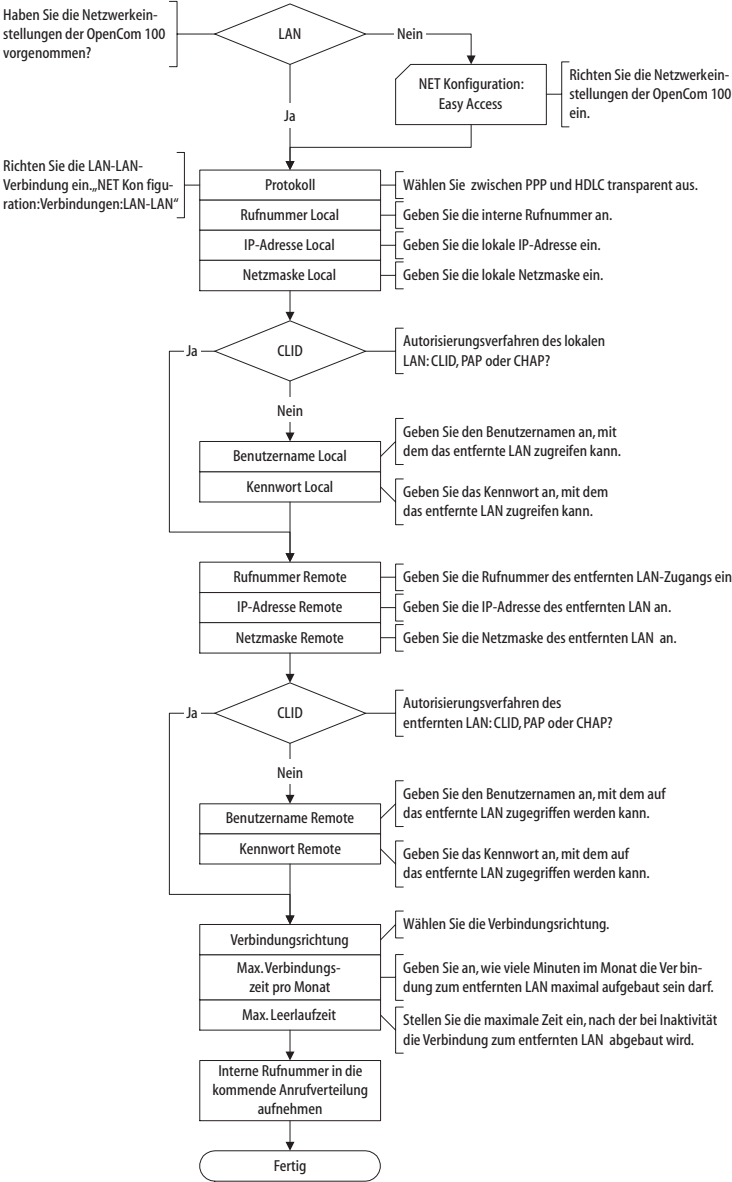 Haben Sie die Netzwerkein-
stellungen der OpenCom 100
vorgenommen?
LAN
Nein
NET Konfiguration:
Easy Access
Richten Sie die Netzwerkein-
stellungen der OpenCom 100
ein.
Ja
Richten Sie die LAN-LAN-
Verbindung ein.„NET Kon figu-
ration:Verbindungen:LAN-LAN“
Protokoll
Wählen Sie zwischen PPP und HDLC transparent aus.
Rufnummer Local
Geben Sie die interne Rufnummer an.
IP-Adresse Local
Geben Sie die lokale IP-Adresse ein.
Netzmaske Local
Geben Sie die lokale Netzmaske ein.
Ja
CLID
Autorisierungsverfahren des lokalen
LAN: CLID, PAP oder CHAP?
Nein
Benutzername Local
Geben Sie den Benutzernamen an, mit
dem das entfernte LAN zugreifen kann.
Kennwort Local
Geben Sie das Kennwort an, mit dem
das entfernte LAN zugreifen kann.
Rufnummer Remote
Geben Sie die Rufnummer des entfernten LAN-Zugangs ein
IP-Adresse Remote
Geben Sie die IP-Adresse des entfernten LAN an.
Netzmaske Remote
Geben Sie die Netzmaske des entfernten LAN an.
Ja
CLID
Autorisierungsverfahren des
entfernten LAN: CLID, PAP oder CHAP?
Nein
Benutzername Remote
Geben Sie den Benutzernamen an, mit dem auf
das entfernte LAN zugegriffen werden kann.
Kennwort Remote
Geben Sie das Kennwort an, mit dem auf
das entfernte LAN zugegriffen werden kann.
Verbindungsrichtung
Wählen Sie die Verbindungsrichtung.
Max. Verbindungs-
zeit pro Monat
Geben Sie an, wie viele Minuten im Monat die Ver bin-
dung zum entfernten LAN maximal aufgebaut sein darf.
Max. Leerlaufzeit
Stellen Sie die maximale Zeit ein, nach der bei Inaktivität
die Verbindung zum entfernten LAN abgebaut wird.
Interne Rufnummer in die
kommende Anrufverteilung
aufnehmen
Fertig